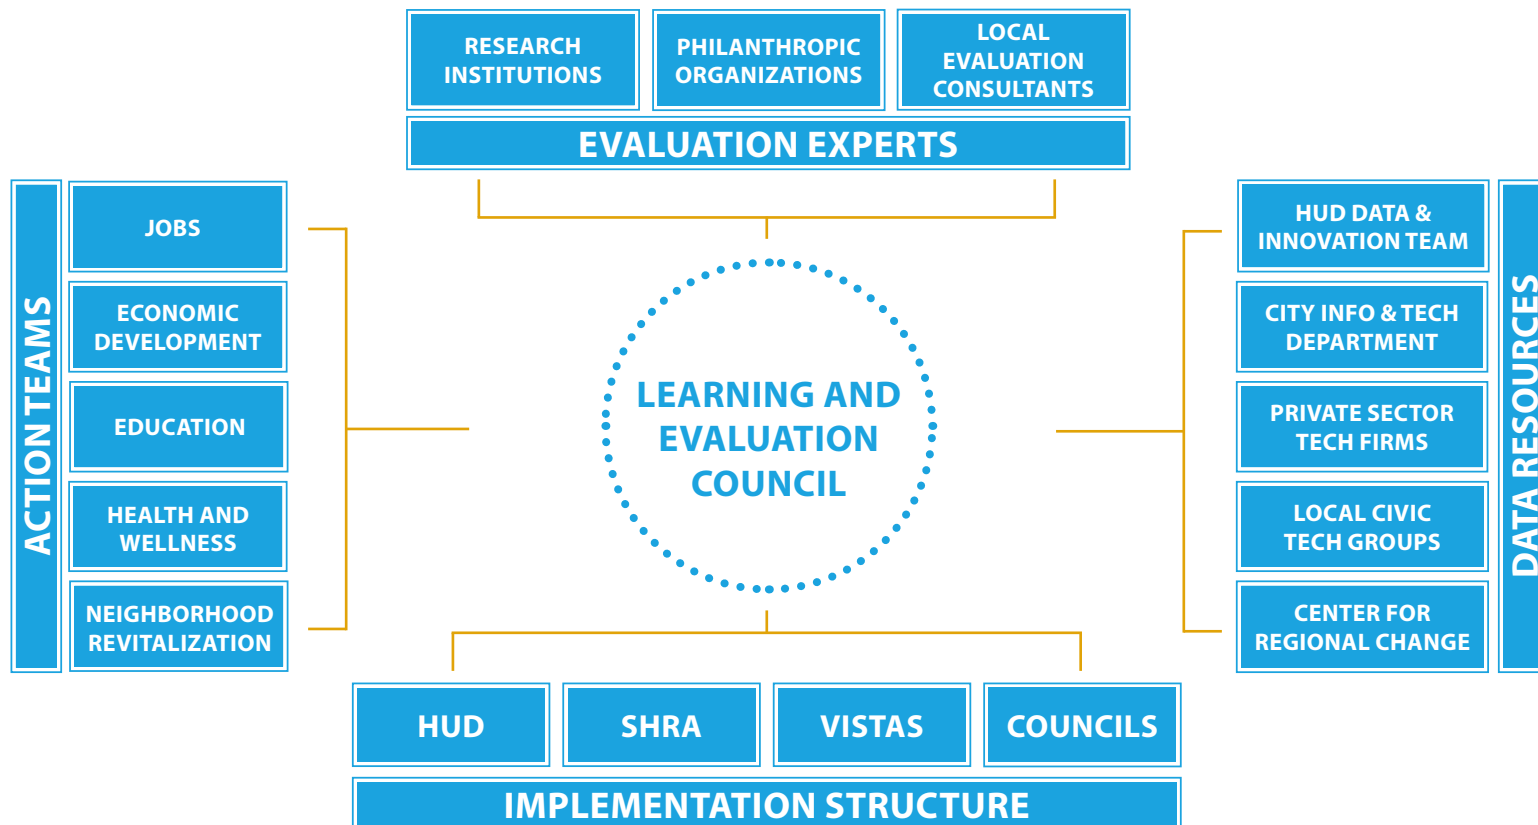 RESEARCH
INSTITUTIONS
PHILANTHROPIC
ORGANIZATIONS
LOCAL
EVALUATION
CONSULTANTS
EVALUATION EXPERTS
ACTION TEAMS
JOBS
ECONOMIC
DEVELOPMENT
EDUCATION
HEALTH AND
WELLNESS
NEIGHBORHOOD
REVITALIZATION
LEARNING AND
EVALUATION
COUNCIL
HUD DATA &
INNOVATION TEAM
CITY INFO & TECH
DEPARTMENT
PRIVATE SECTOR
TECH FIRMS
LOCAL CIVIC
TECH GROUPS
CENTER FOR
REGIONAL CHANGE
DATA RESOURCES
HUD
SHRA
VISTAS
COUNCILS
IMPLEMENTATION STRUCTURE